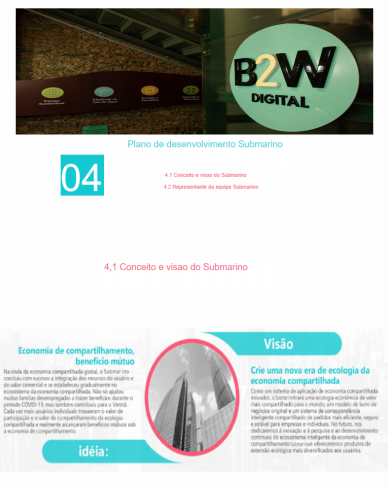 B2W
DIGITAL
Plano de desenvolvimento Submarino
04
4.1 Conceito e visao do Submarino
4.2 Representante da equipe Submarino
4,1 Conceito e visao do Submarino
Economia de compartilhamento,
benefício mútuo
Na onda da economia compartilhada global, o Submarino
concluiu com sucesso a integração dos recursos do usuário e
do valor comercial e se estabeleceu gradualmente no
ecossistema da economia compartilhada. Não só ajudou
muitas famílias desempregadas a trazer benefícios durante o
período COVID-19, mas também contribuiu para o
Cada vez mais usuários individuais trouxeram o valor de
participação e o valor de compartilhamento da ecologia
compartilhada e realmente alcançaram benefícios mútuos sob
a economia de compartilhamento.
idéia:
Visão
Crie uma nova era de ecologia da
economia compartilhada
Como um sistema de aplicação de economia compartilhada
inovador, o criará uma ecologia econômica de valor
mais compartilhado para o mundo, um modelo de lucro de
negócios original e um sistema de correspondência
inteligente compartilhado de pedidos mais eficiente, seguro
e estável para empresas e indivíduos. No futuro, nos
dedicaremos à inovação e à pesquisa e ao desenvolvimento
contínuos do ecossistema inteligente da economia de
compartilhamento oferecemos produtos de
extensão ecológica mais diversificados aos usuários.